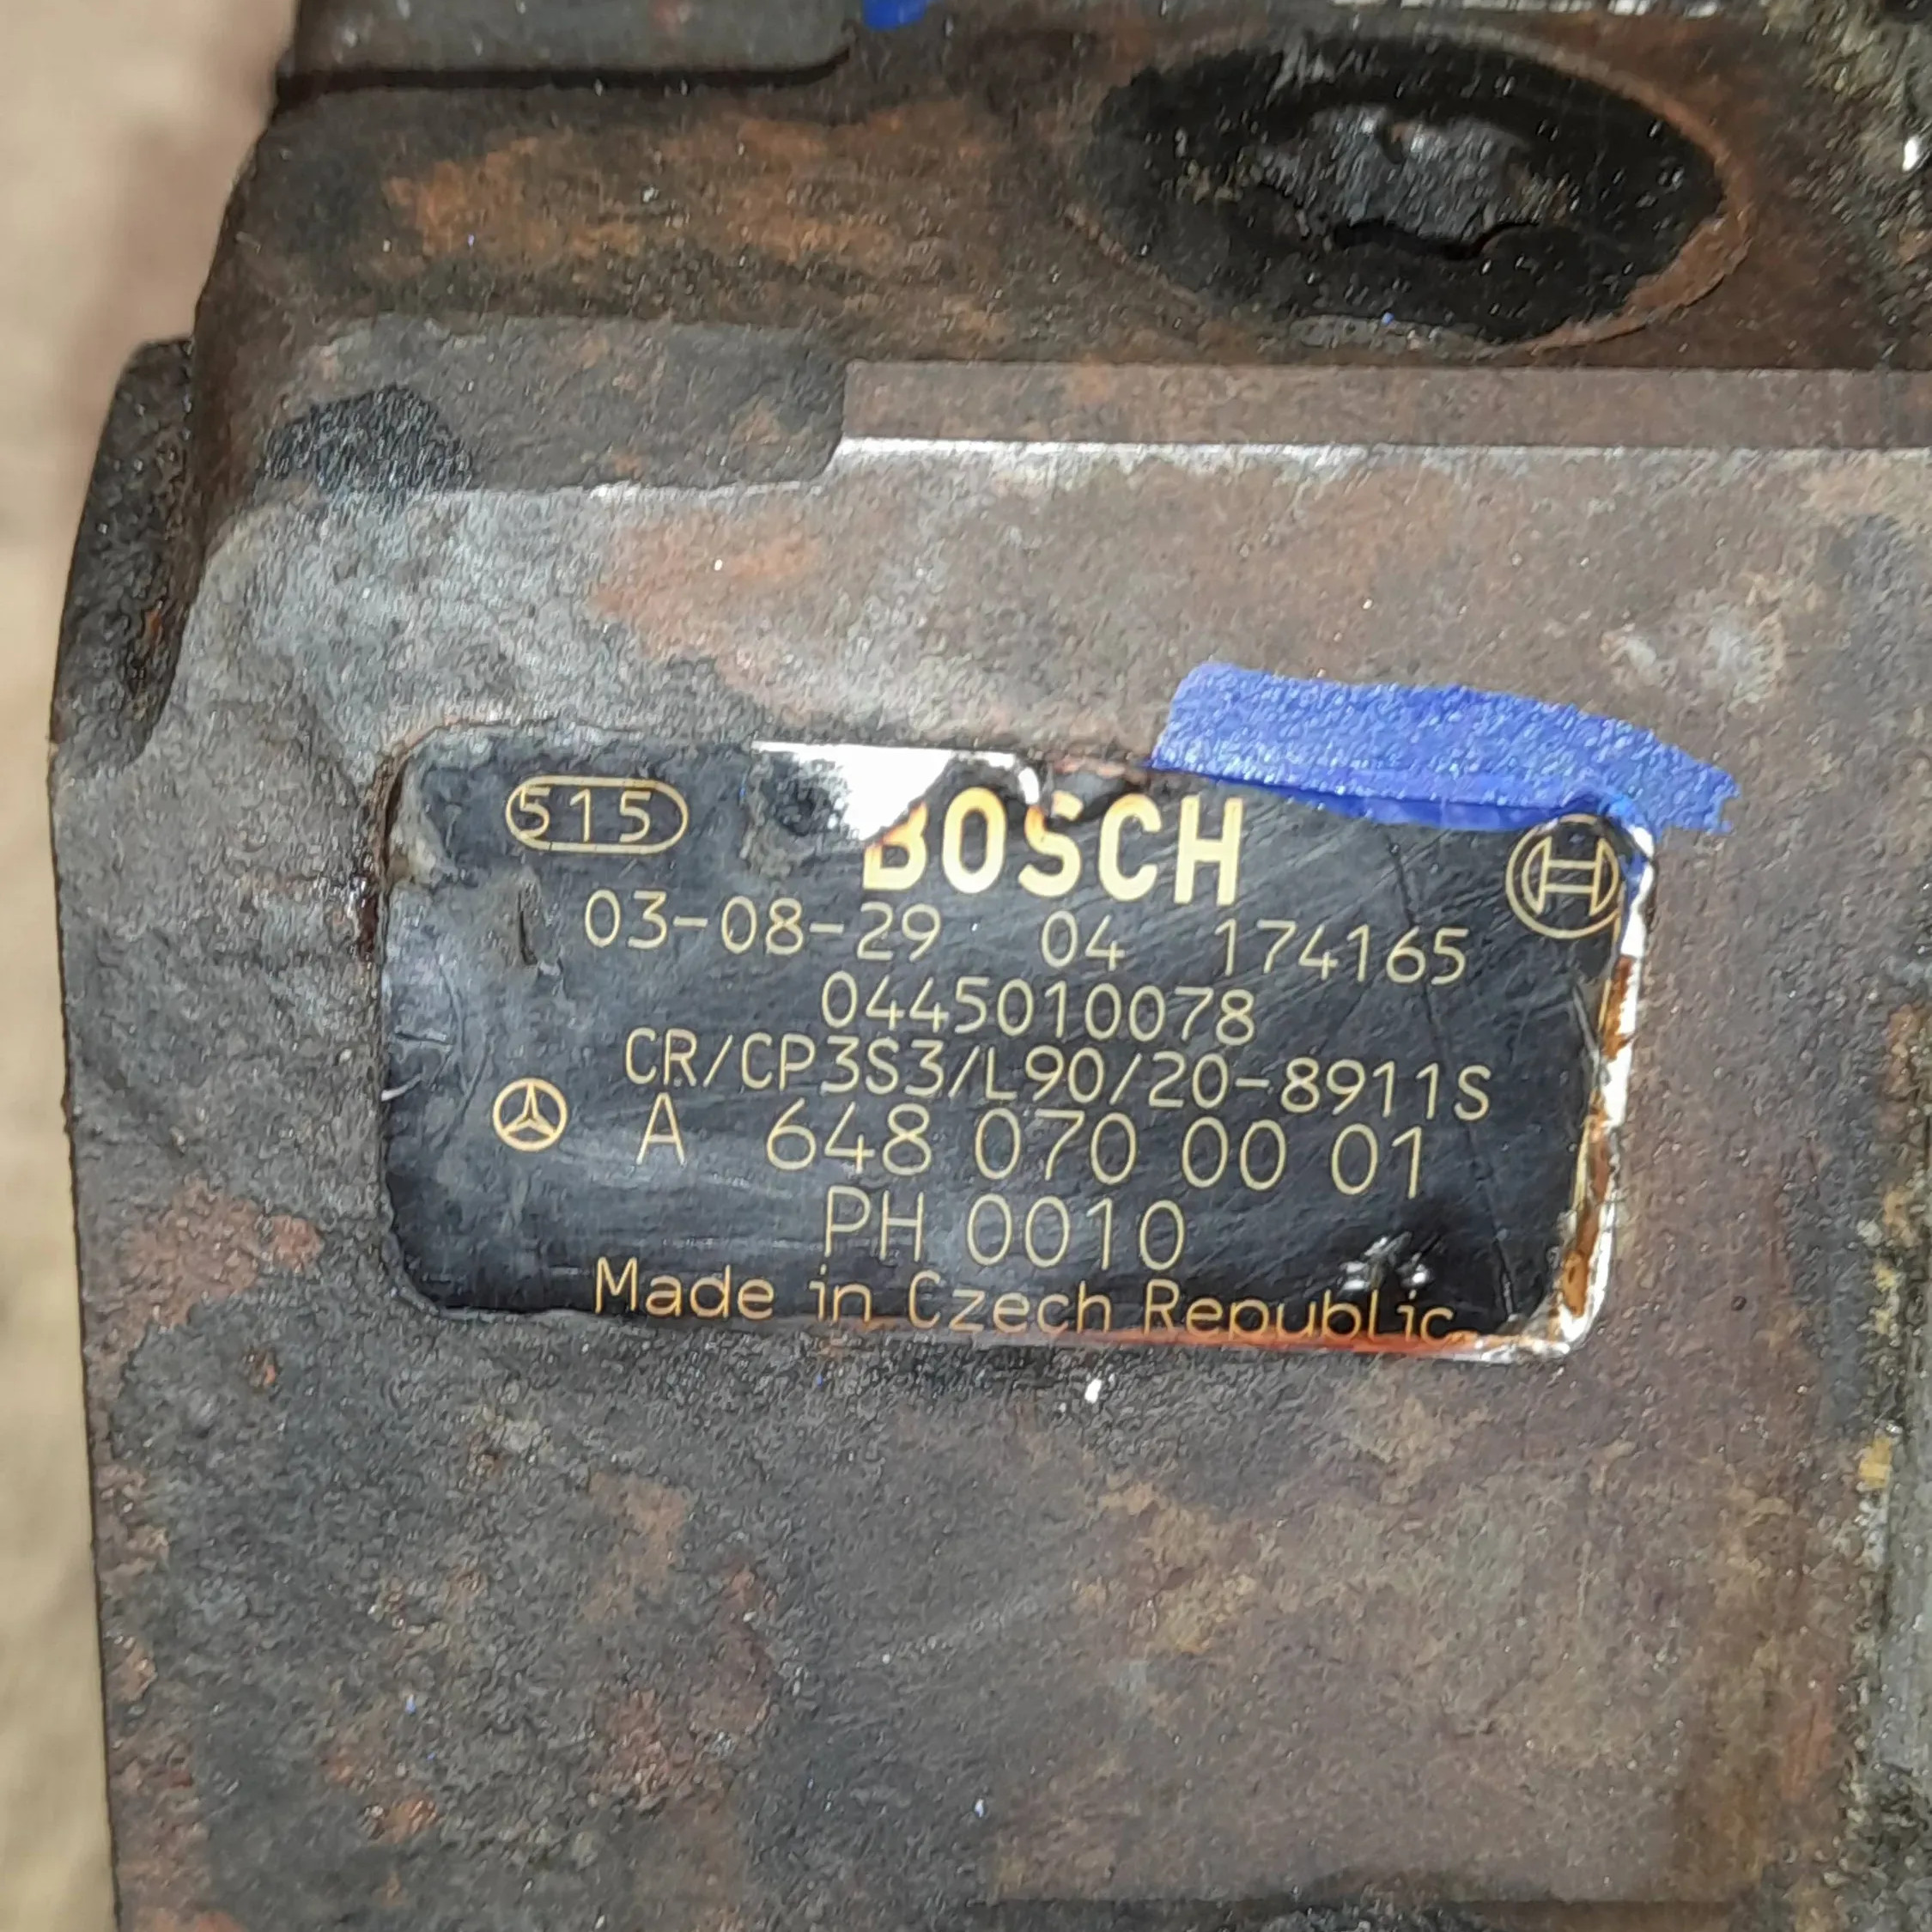 515 BOSCH
03-08-29 04 174165
0445010078
CR/CP3S3/L90/20-8911S
A 648 070 00 01
PH 0010
Made in Czech Republic